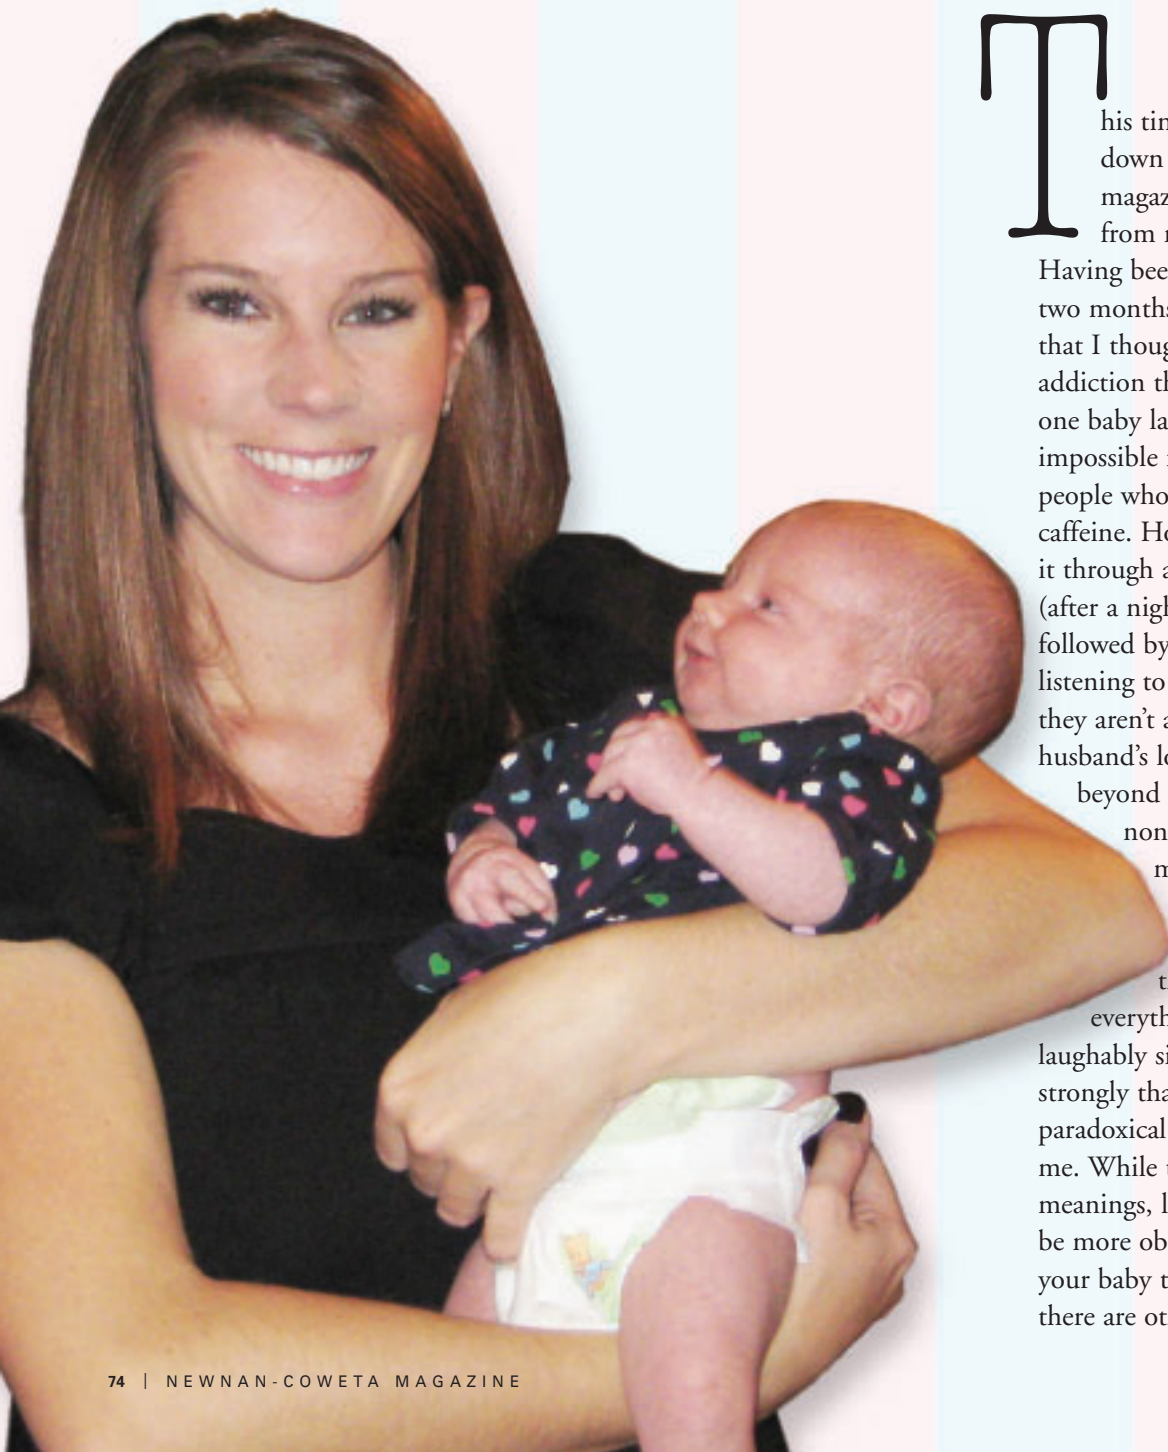 This ti
down
magaz
from
Having bee
two months
that I thoug
addiction th
one baby la
impossible
people who
caffeine. Ho
it through a
(after a nigh
followed by
listening to
they aren’t a
husband’s lo
beyond
non
m
t
everyth
laughably si
strongly tha
paradoxical
me. While t
meanings, l
be more ob
your baby t
there are ot
74 | NEWNAN-COWETA MAGAZINE